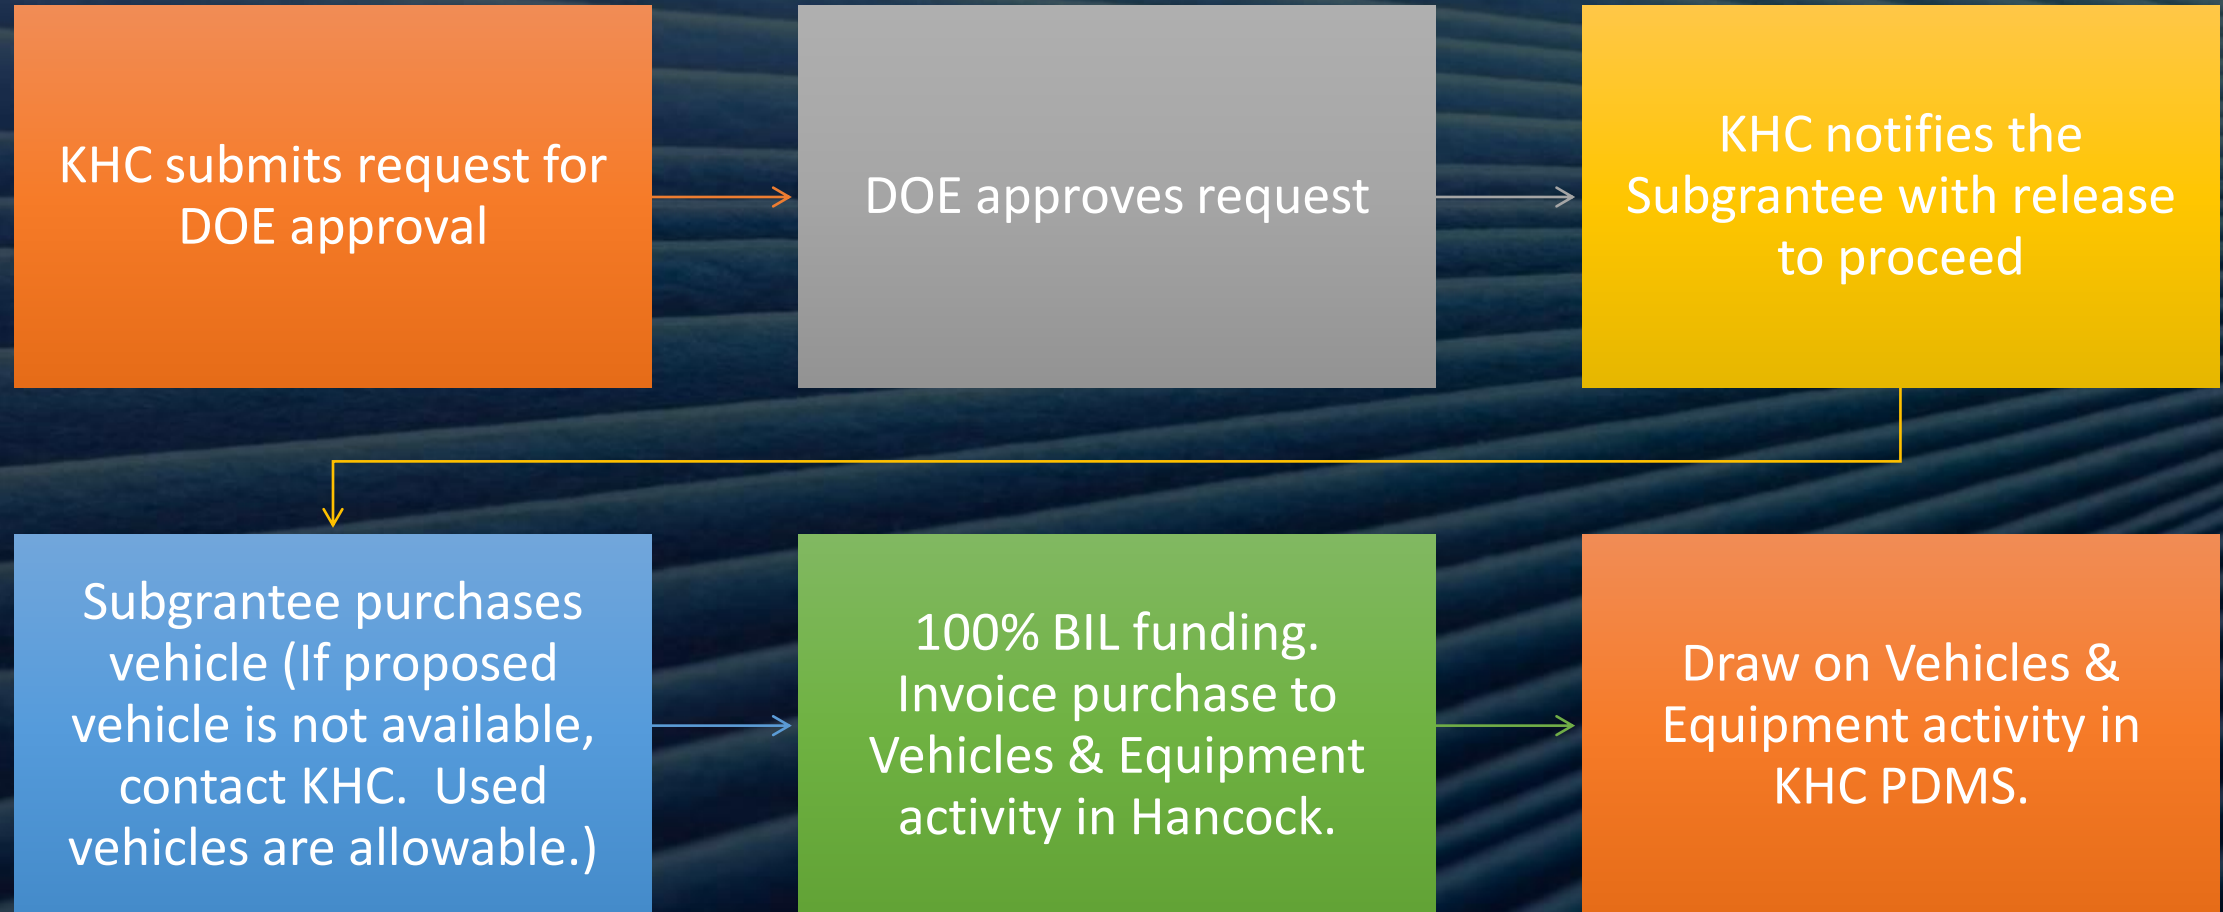 KHC submits request for
DOE approval
DOE approves request
KHC notifies the
Subgrantee with release
to proceed
Subgrantee purchases
vehicle (If proposed
vehicle is not available,
contact KHC.  Used
vehicles are allowable.)
100% BIL funding.
Invoice purchase to
Vehicles & Equipment
activity in Hancock.
Draw on Vehicles &
Equipment activity in
KHC PDMS.